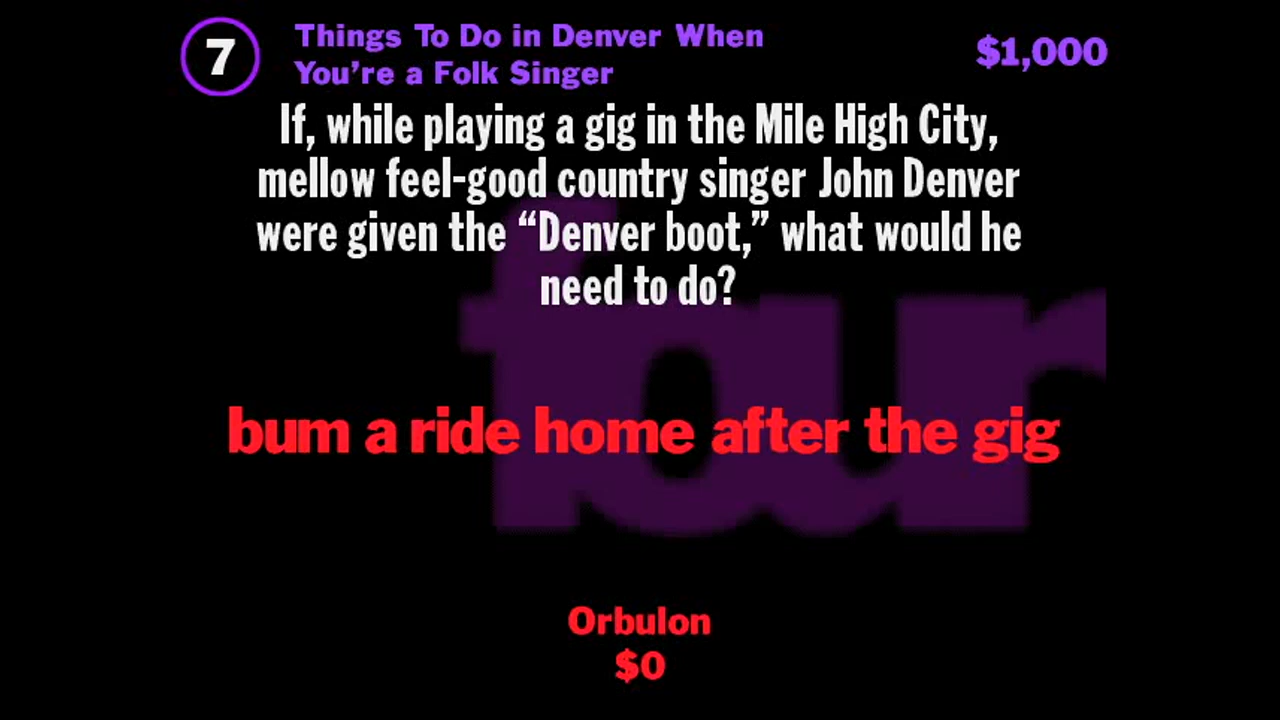 7
Things To Do in Denver When
You're a Folk Singer
$1,000
If, while playing a gig in the Mile High City,
mellow feel-good country singer John Denver
were given the “Denver boot,” what would he
need to do?
four
bum a ride home after the gig
Orbulon
$0